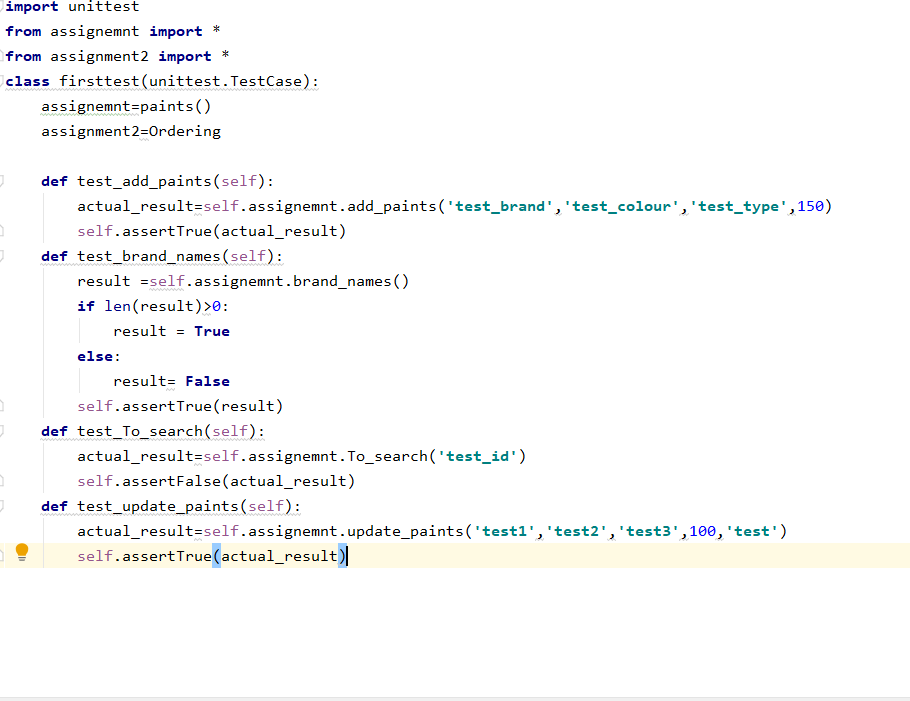 import unittest
from assignemnt import *
from assignment2 import *
class firsttest(unittest.TestCase):
    assignemnt=paints()
    assignment2=Ordering

    def test_add_paints(self):
        actual_result=self.assignemnt.add_paints('test_brand','test_colour','test_type',150)
        self.assertTrue(actual_result)
    def test_brand_names(self):
        result =self.assignemnt.brand_names()
        if len(result)>0:
            result = True
        else:
            result= False
        self.assertTrue(result)
    def test_To_search(self):
        actual_result=self.assignemnt.To_search('test_id')
        self.assertFalse(actual_result)
    def test_update_paints(self):
        actual_result=self.assignemnt.update_paints('test1','test2','test3',100,'test')
        self.assertTrue(actual_result)